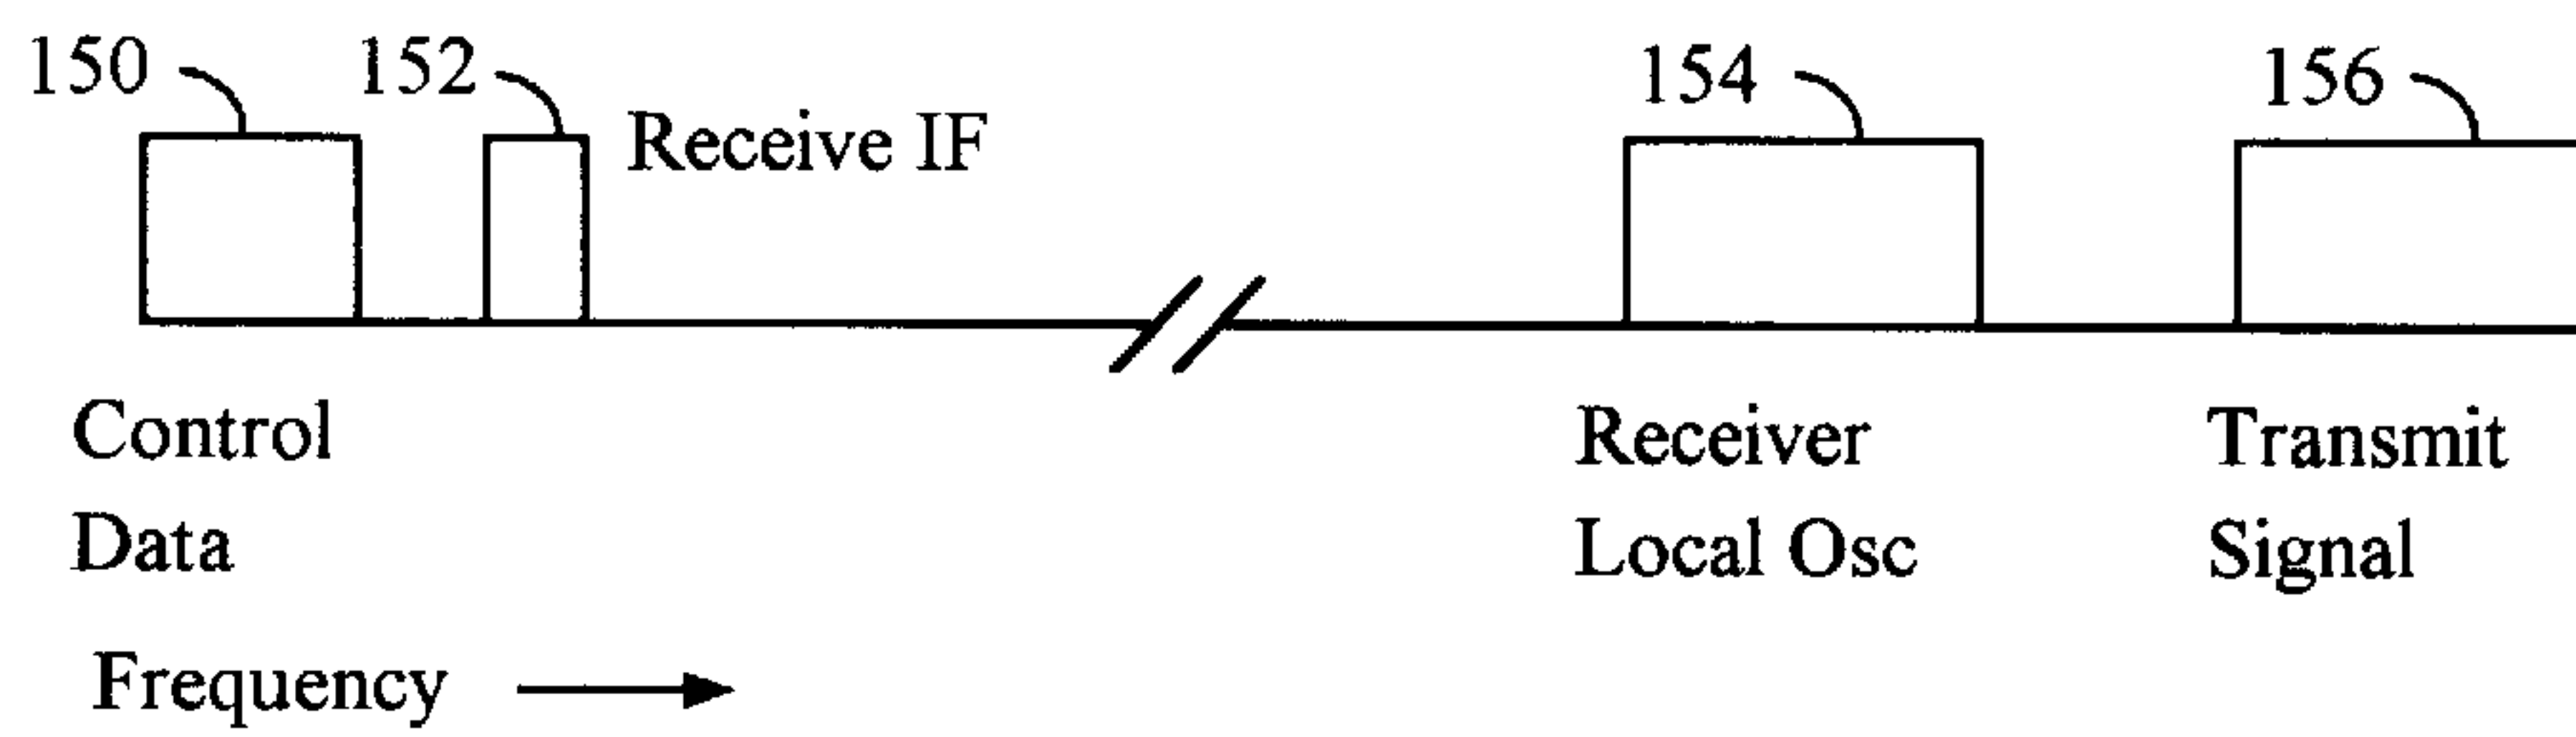 150
152
Receive IF
154
156
Control
Data
Receiver
Local Osc
Transmit
Signal
Frequency